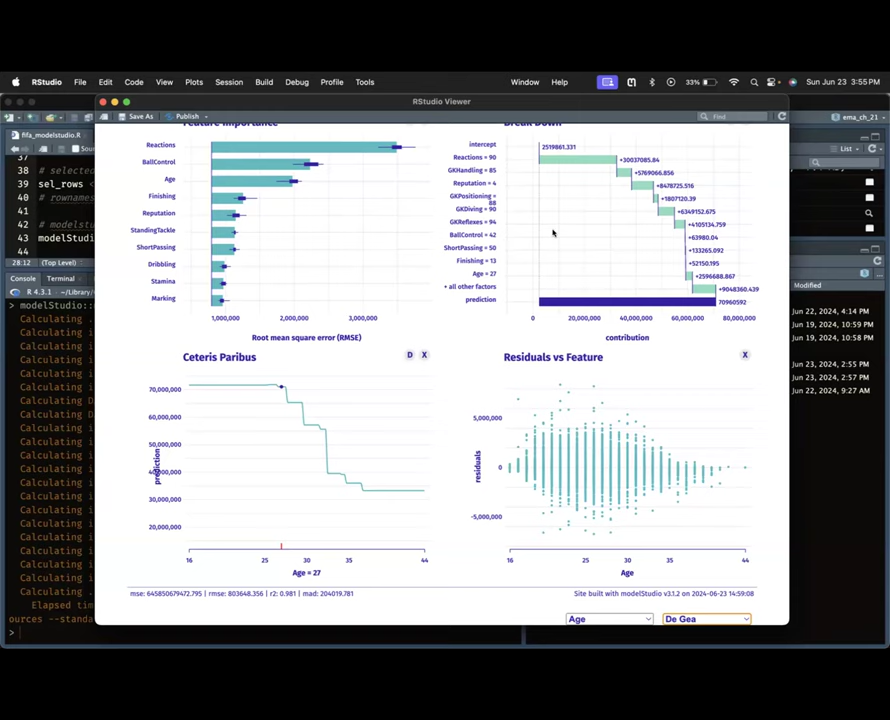 RStudio File Edit Code View Plots Session Build Debug Profile Tools Window Help 33% Sun Jun 23 3:55 PM
RStudio Viewer
Save As Publish Find
ema_ch_21
fifa_modelstudio.R
List
37
38 # selected
39 sel_rows <
40 # rownames
41
42 # modelstu
43 modelStudi
44
28:12 (Top Level)
Console Terminal
R 4.3.1 · ~/Library/
> modelStudio::
Calculating .
Calculating i
Calculating i
Calculating i
Calculating i
Calculating i
Calculating D
Calculating i
Calculating i
Calculating i
Calculating i
Calculating i
Calculating i
Calculating i
Calculating i
Calculating i
Calculating i
Calculating i
Calculating i
Calculating i
Calculating i
Calculating .
Elapsed tim
ources --standa
>
Feature Importance
Reactions
BallControl
Age
Finishing
Reputation
StandingTackle
ShortPassing
Dribbling
Stamina
Marking
1,000,000 2,000,000 3,000,000
Root mean square error (RMSE)
Break Down
intercept 2519861.331
Reactions = 90 +30037085.84
GKHandling = 85 +5769066.856
Reputation = 4 +8478725.516
GKPositioning = 88 +1807120.39
GKDiving = 90 +6349152.675
GKReflexes = 94 +4105134.759
BallControl = 42 +63980.04
ShortPassing = 50 +133265.092
Finishing = 13 +52150.195
Age = 27 +2596688.867
+ all other factors +9048360.439
prediction 70960592
0 20,000,000 40,000,000 60,000,000 80,000,000
contribution
Ceteris Paribus D X
70,000,000
60,000,000
50,000,000
40,000,000
30,000,000
20,000,000
prediction
16 25 30 35 44
Age = 27
Residuals vs Feature X
5,000,000
0
-5,000,000
residuals
16 25 30 35 44
Age
mse: 645850679472.795 | rmse: 803648.356 | r2: 0.981 | mad: 204019.781
Site built with modelStudio v3.1.2 on 2024-06-23 14:59:08
Age De Gea
Modified
Jun 22, 2024, 4:14 PM
Jun 19, 2024, 10:59 PM
Jun 19, 2024, 10:58 PM
Jun 23, 2024, 2:55 PM
Jun 23, 2024, 2:57 PM
Jun 22, 2024, 9:27 AM